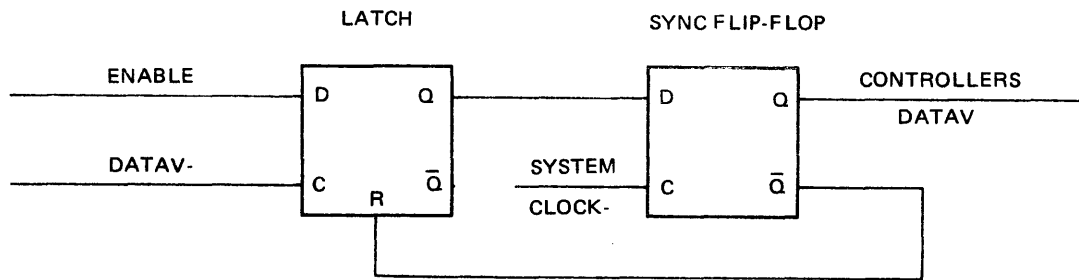 LATCH
SYNC FLIP-FLOP
ENABLE
D
Q
DATAV-
C
Q̅
R
D
Q
SYSTEM
CLOCK-
C
Q̅
CONTROLLERS
DATAV